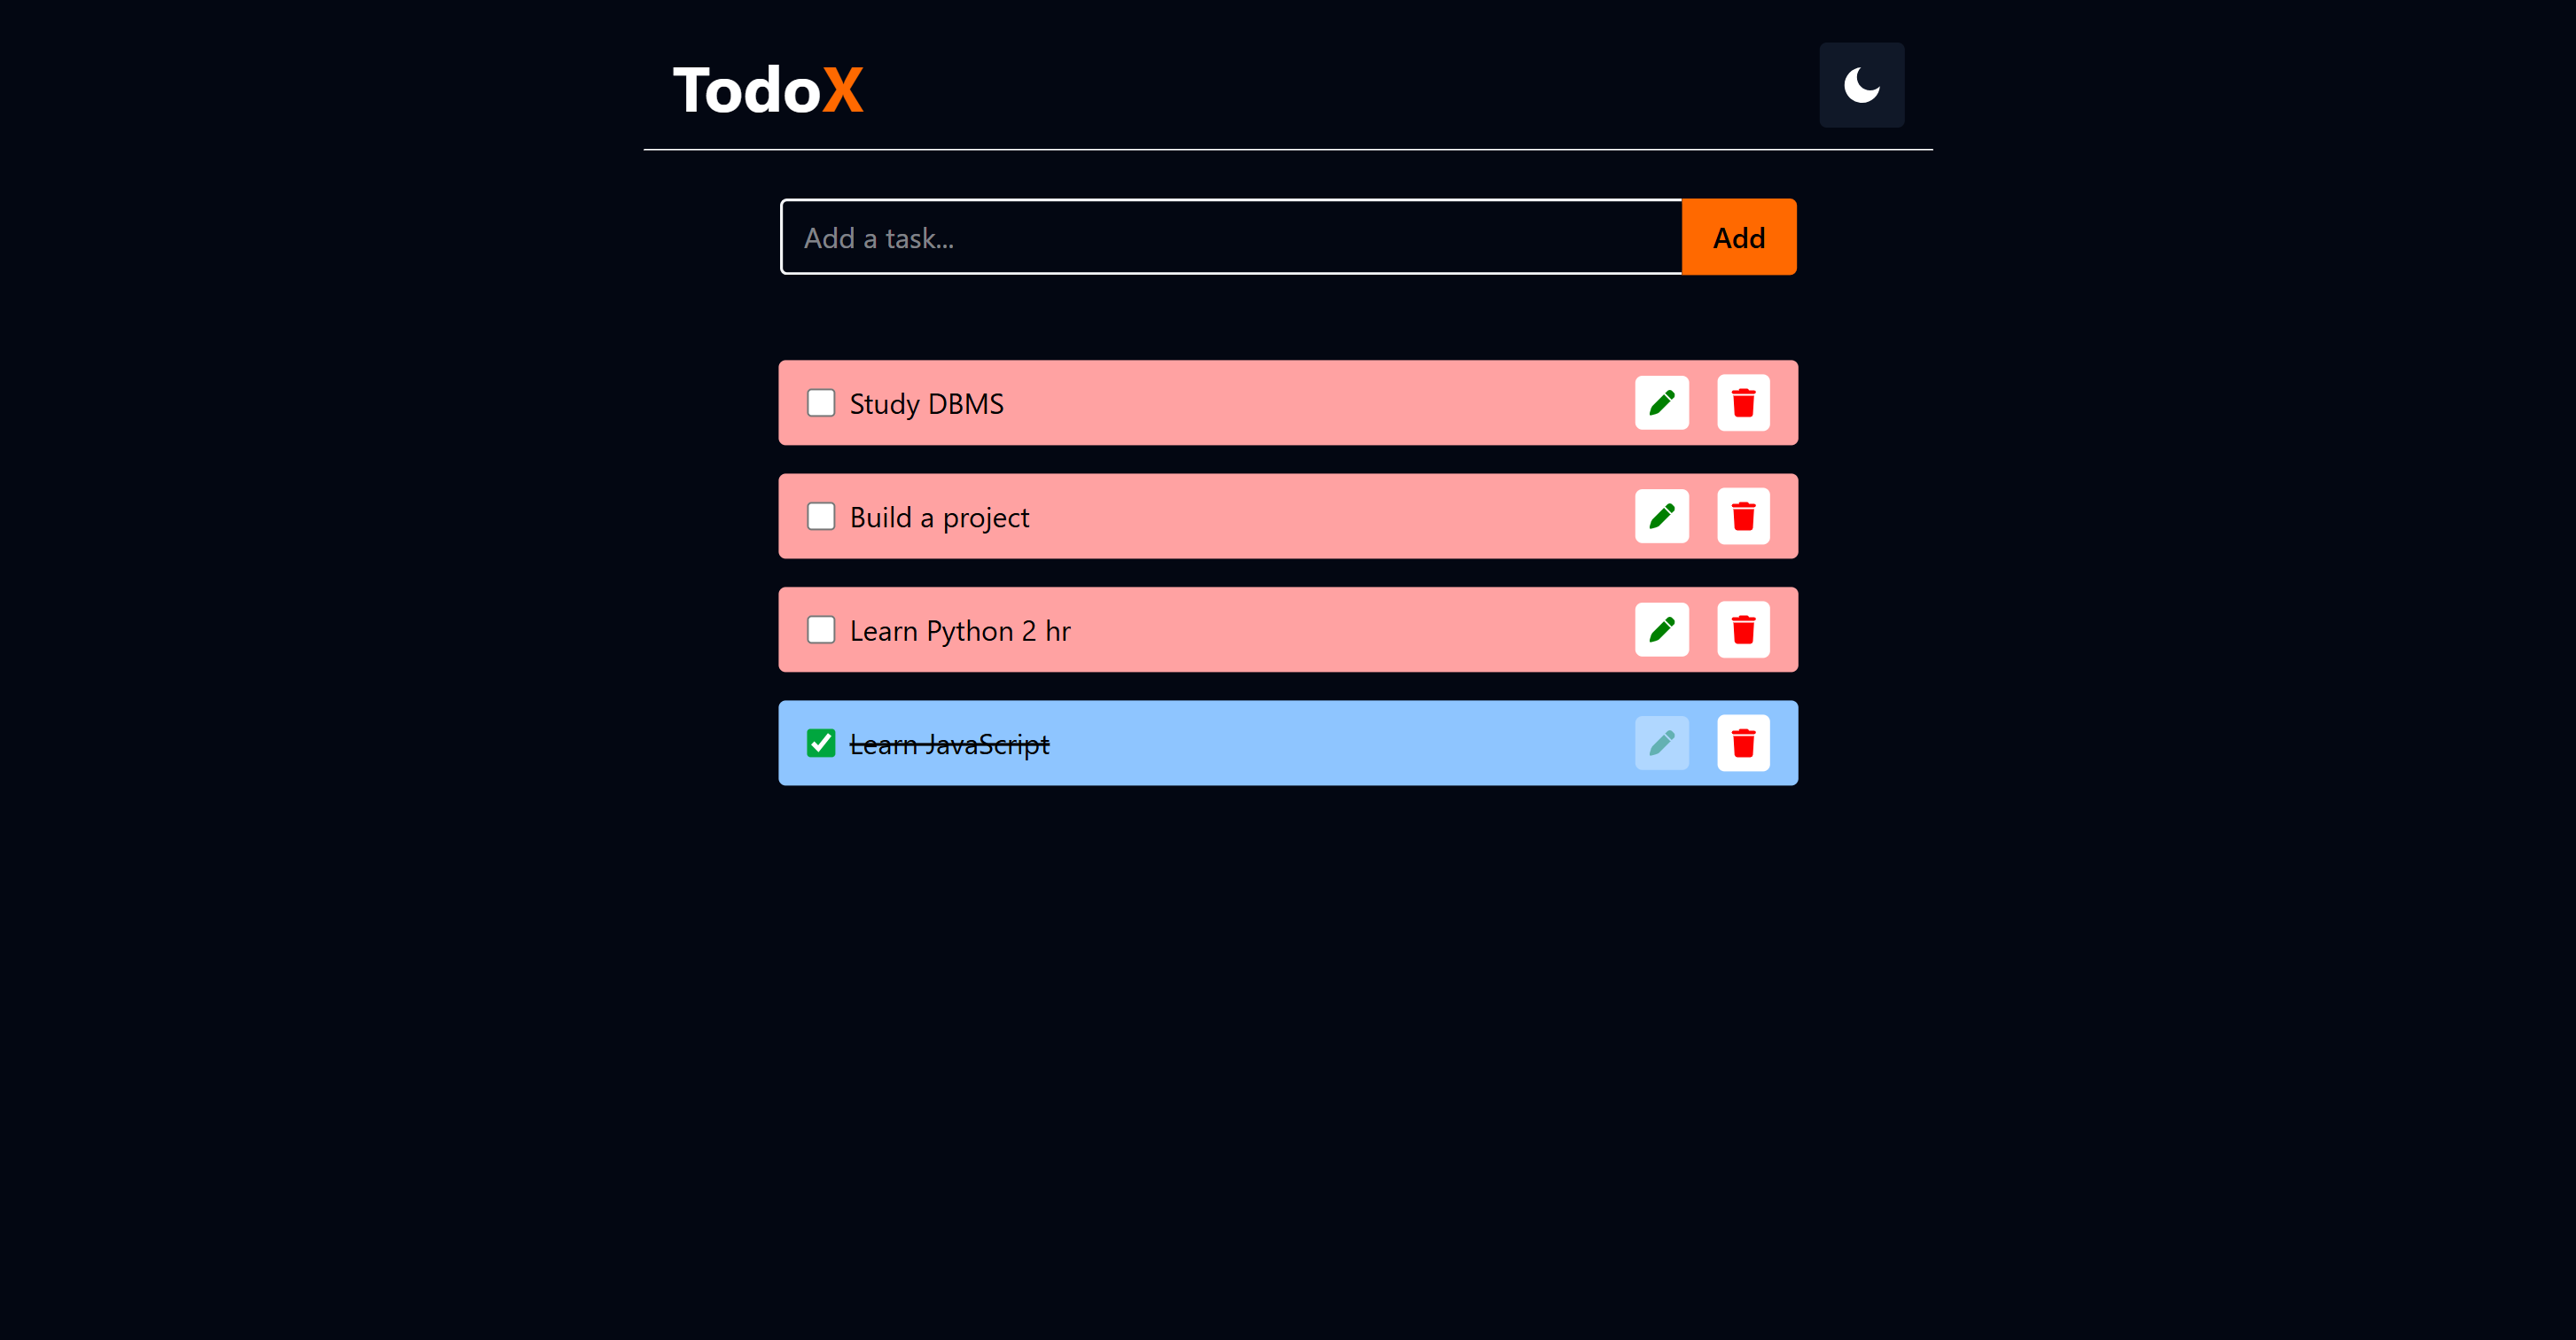 TodoX
Add a task...
Add
Study DBMS
Build a project
Learn Python 2 hr
Learn JavaScript